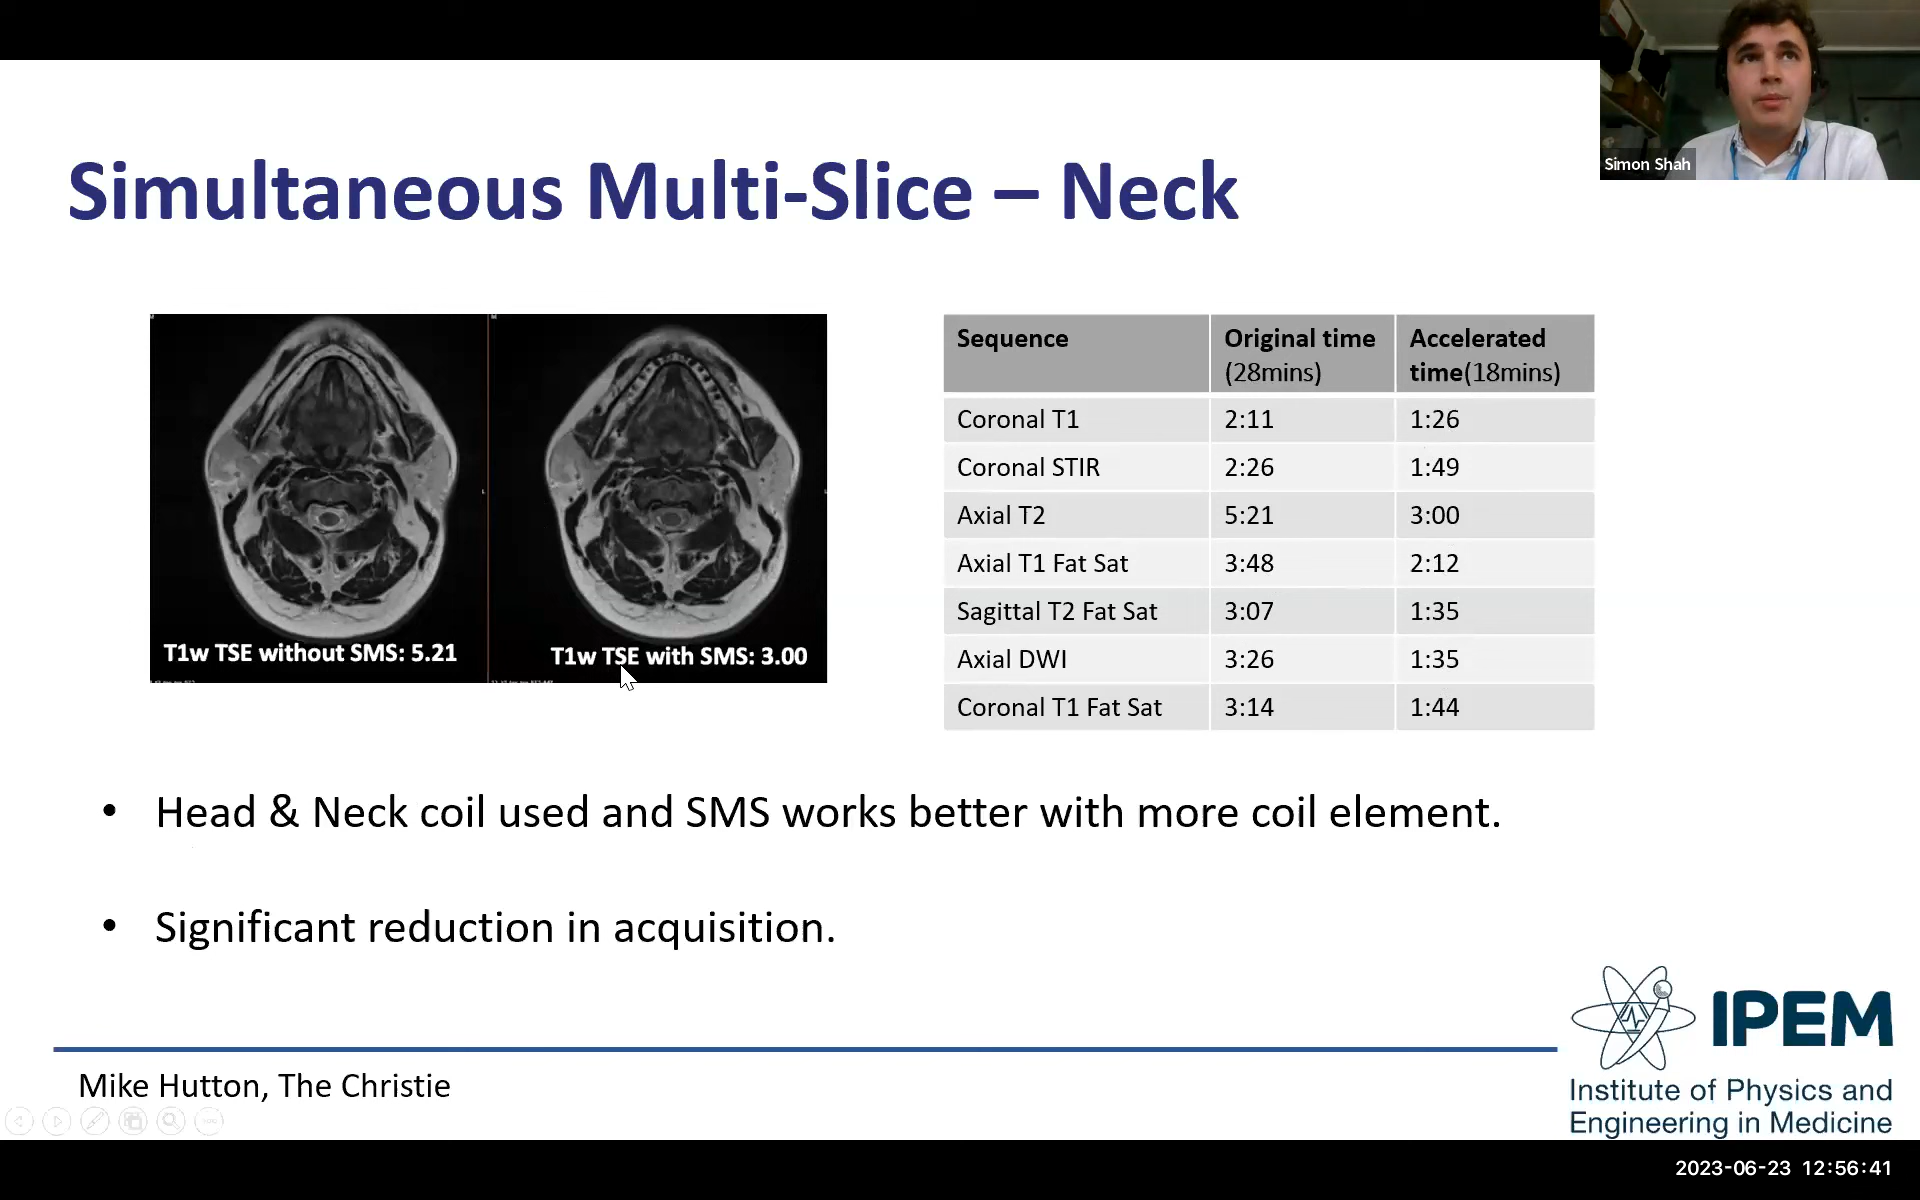 Simon Shah
Simultaneous Multi-Slice – Neck
T1w TSE without SMS: 5.21
T1w TSE with SMS: 3.00
Sequence Original time (28mins) Accelerated time(18mins)
Coronal T1 2:11 1:26
Coronal STIR 2:26 1:49
Axial T2 5:21 3:00
Axial T1 Fat Sat 3:48 2:12
Sagittal T2 Fat Sat 3:07 1:35
Axial DWI 3:26 1:35
Coronal T1 Fat Sat 3:14 1:44
• Head & Neck coil used and SMS works better with more coil element.
• Significant reduction in acquisition.
IPEM
Institute of Physics and
Engineering in Medicine
Mike Hutton, The Christie
2023-06-23 12:56:41